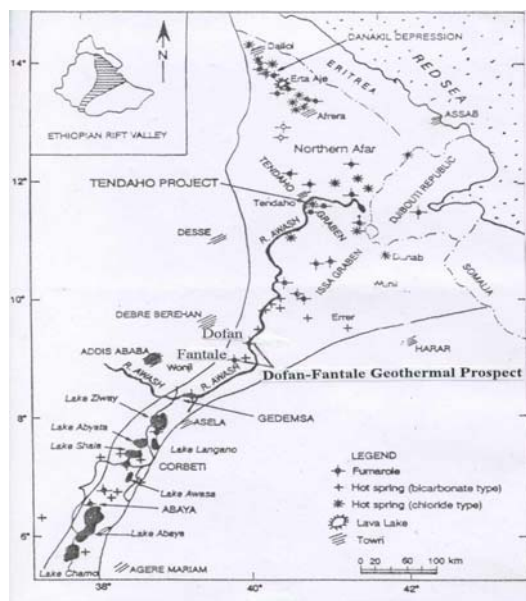 14°
12°
10°
8°
6°
38°
40°
42°
N
ETHIOPIAN RIFT VALLEY
Dallol
DANAKIL DEPRESSION
Erta Ale
ERITREA
RED SEA
ASSAB
Afrera
Northern Afar
TENDAHO PROJECT
TENDAHO
GRABEN
Tendaho
DJIBOUTI REPUBLIC
DESSE
R. AWASH
ISSA GRABEN
SOMALIA
DEBRE BEREHAN
Dofan
Errer
HARAR
Fantale
ADDIS ABABA
Wonji
Dofan-Fantale Geothermal Prospect
R. AWASH
R. AWASH
Lake Ziway
GEDEMSA
ASELA
Lake Abyata
Lake Shala
Lake Langano
CORBETI
Lake Awasa
ABAYA
Lake Abaya
Lake Chamo
AGERE MARIAM
LEGEND
Fumarole
Hot spring (bicarbonate type)
Hot spring (chloride type)
Lava Lake
Town
0 20 40 60 80 100 km